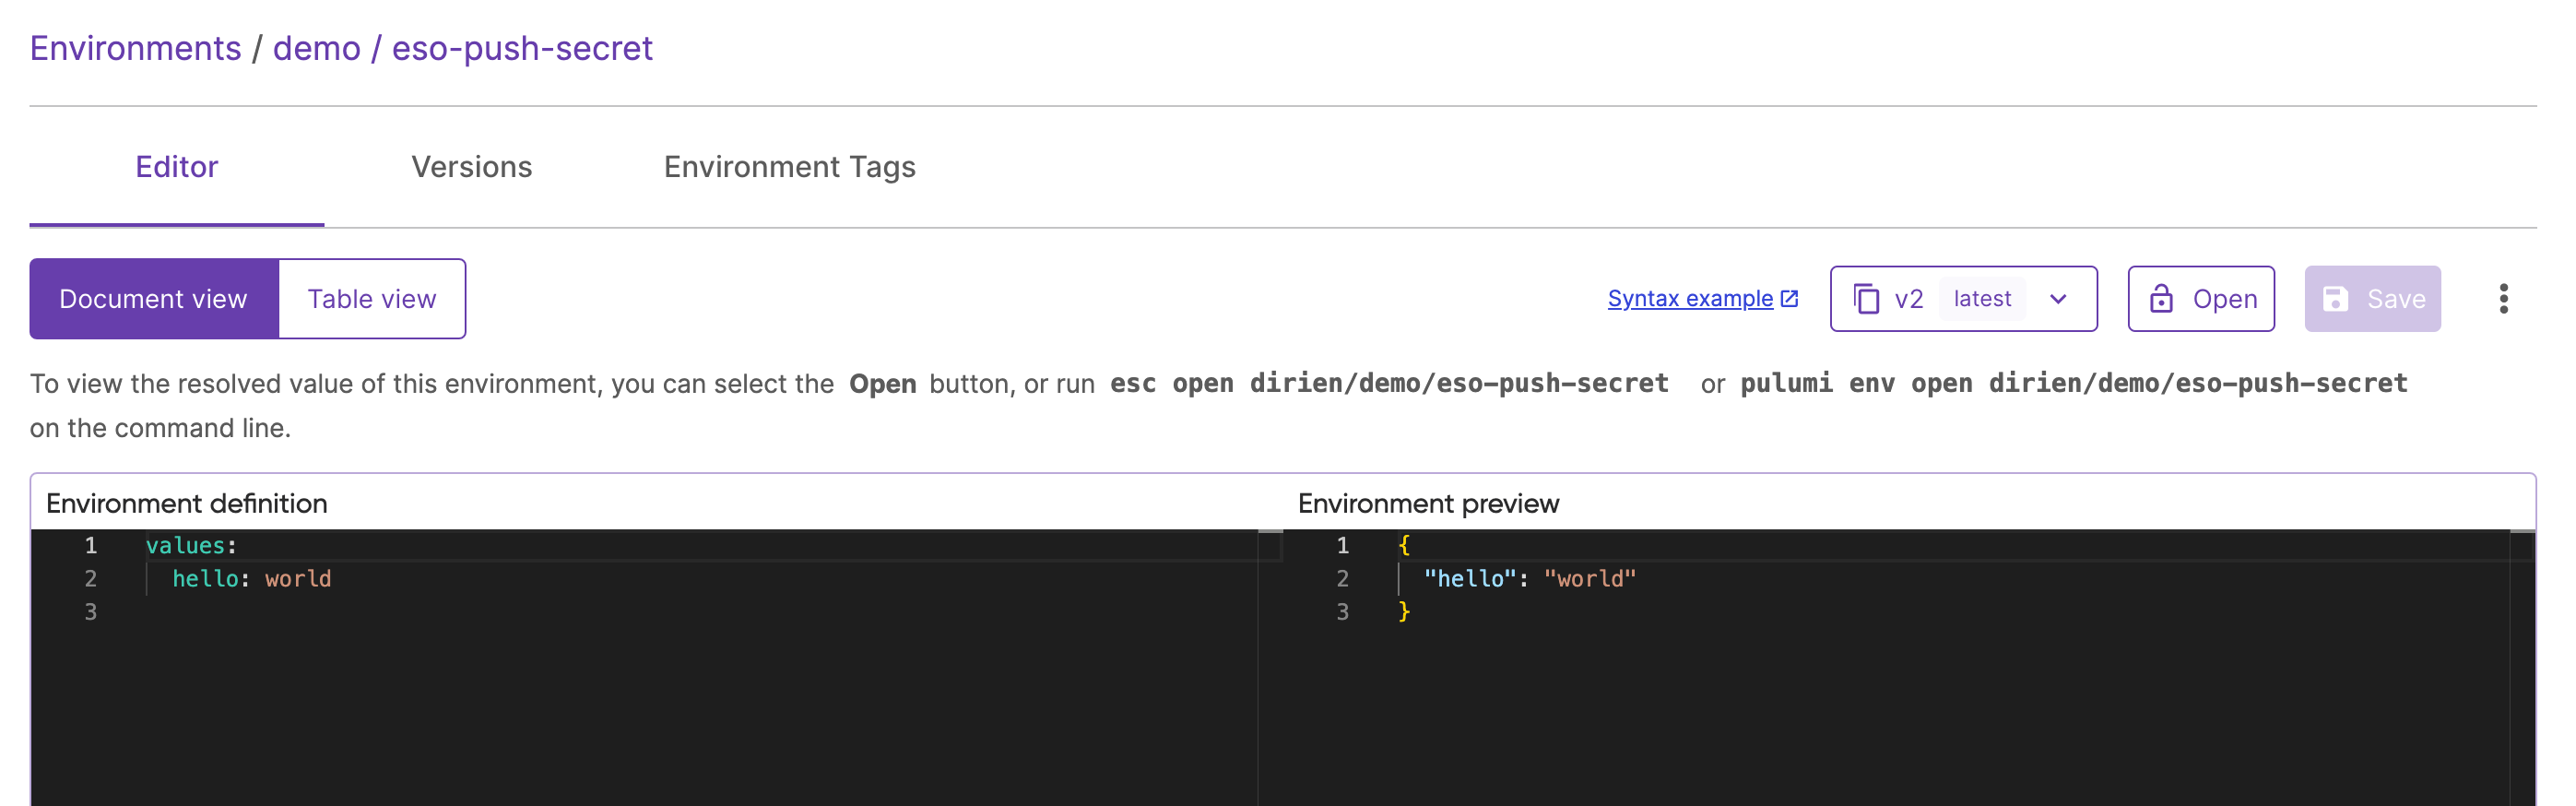 Environments / demo / eso-push-secret
Editor Versions Environment Tags
Document view Table view Syntax example v2 latest Open Save
To view the resolved value of this environment, you can select the Open button, or run esc open dirien/demo/eso-push-secret or pulumi env open dirien/demo/eso-push-secret
on the command line.
Environment definition
1 values:
2 hello: world
3
Environment preview
1 {
2 "hello": "world"
3 }